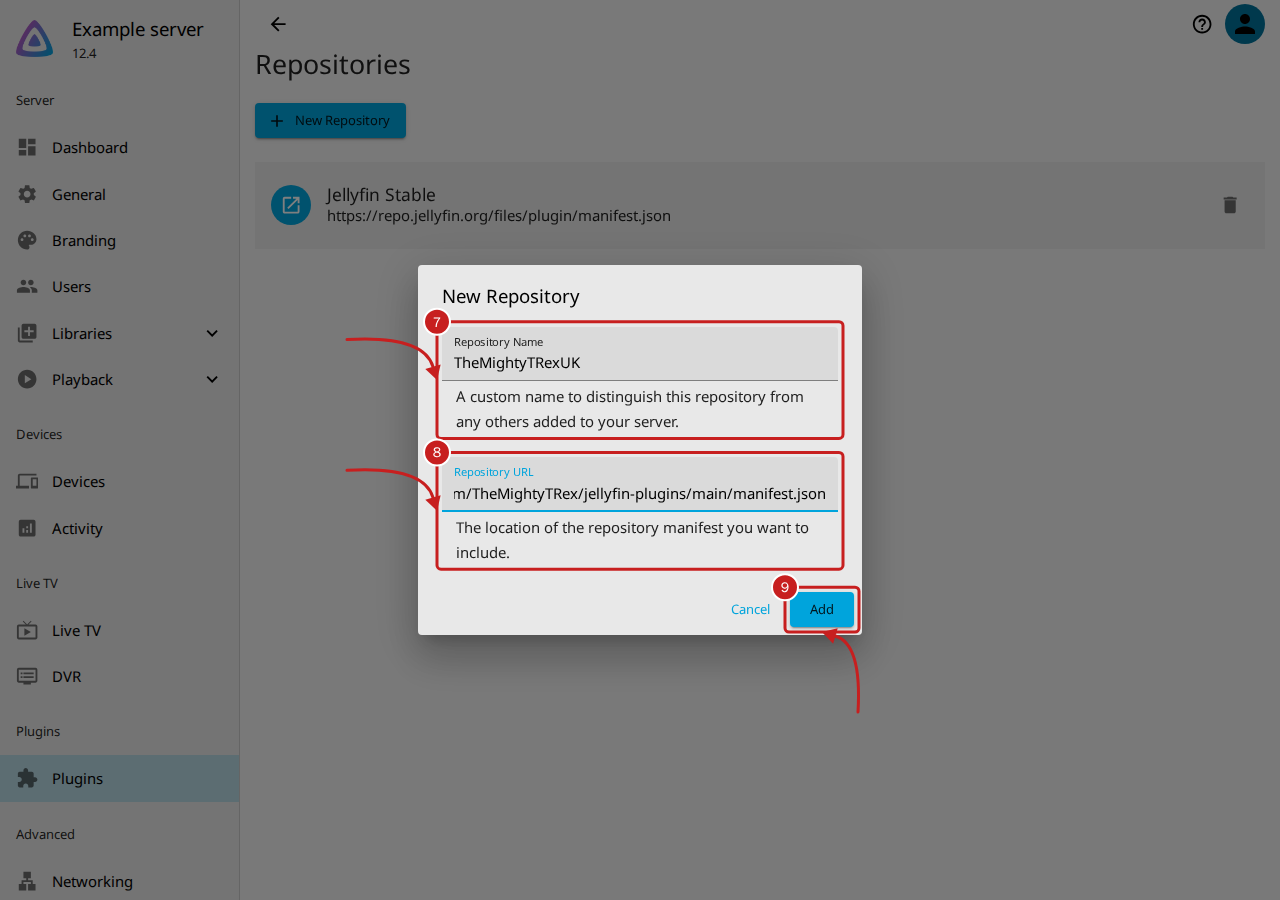 Example server
12.4
Server
Dashboard
General
Branding
Users
Libraries
Playback
Devices
Devices
Activity
Live TV
Live TV
DVR
Plugins
Plugins
Advanced
Networking
Repositories
New Repository
Jellyfin Stable
https://repo.jellyfin.org/files/plugin/manifest.json
New Repository
7
Repository Name
TheMightyTRexUK
A custom name to distinguish this repository from
any others added to your server.
8
Repository URL
m/TheMightyTRex/jellyfin-plugins/main/manifest.json
The location of the repository manifest you want to
include.
9
Cancel
Add